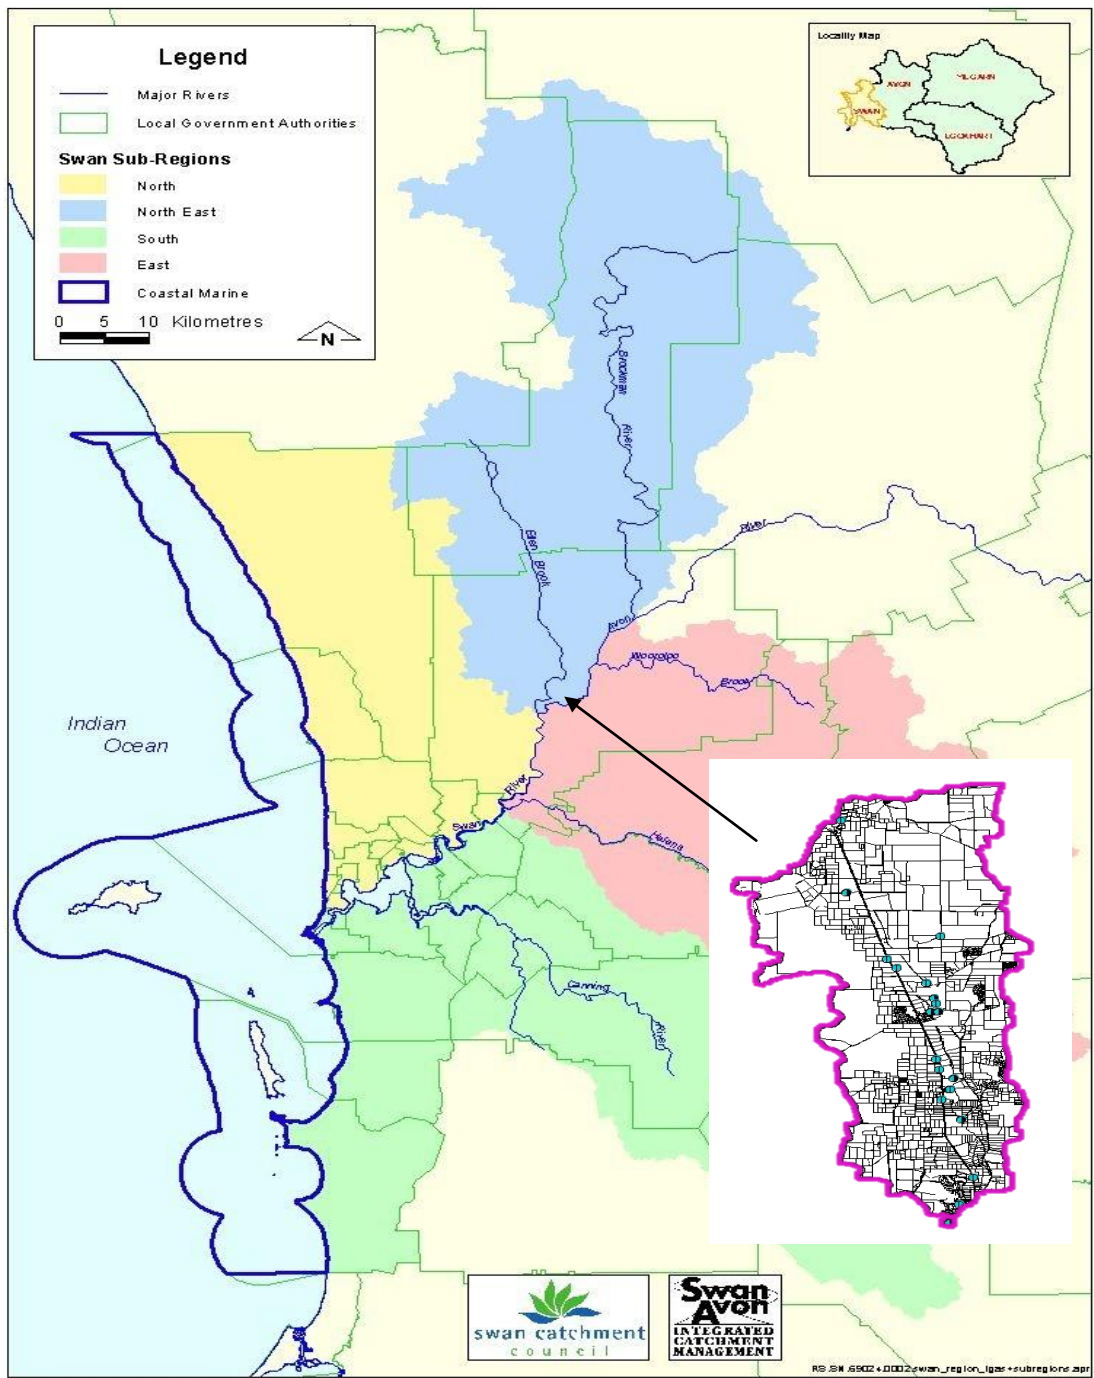 Legend
Major Rivers
Local Government Authorities
Swan Sub-Regions
North
North East
South
East
Coastal Marine
0 5 10 Kilometres
N
Locality Map
AVON
YILGARN
SWAN
LOCKHART
Brockman
River
Ellen
Brook
River
Avon
Wooroloo
Brook
Indian
Ocean
River
Swan
Helena
Canning
River
swan catchment
council
Swan
Avon
INTEGRATED
CATCHMENT
MANAGEMENT